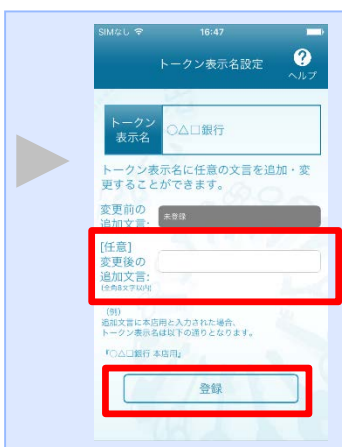 SIMなし 16:47
トークン表示名設定
?
ヘルプ
トークン
表示名
○△□銀行
トークン表示名に任意の文言を追加・変
更することができます。
変更前の
追加文言:
未登録
[任意]
変更後の
追加文言:
(全角8文字以内)
(例)
追加文言に本店用と入力された場合、
トークン表示名は以下の通りとなります。
『○△□銀行 本店用』
登録